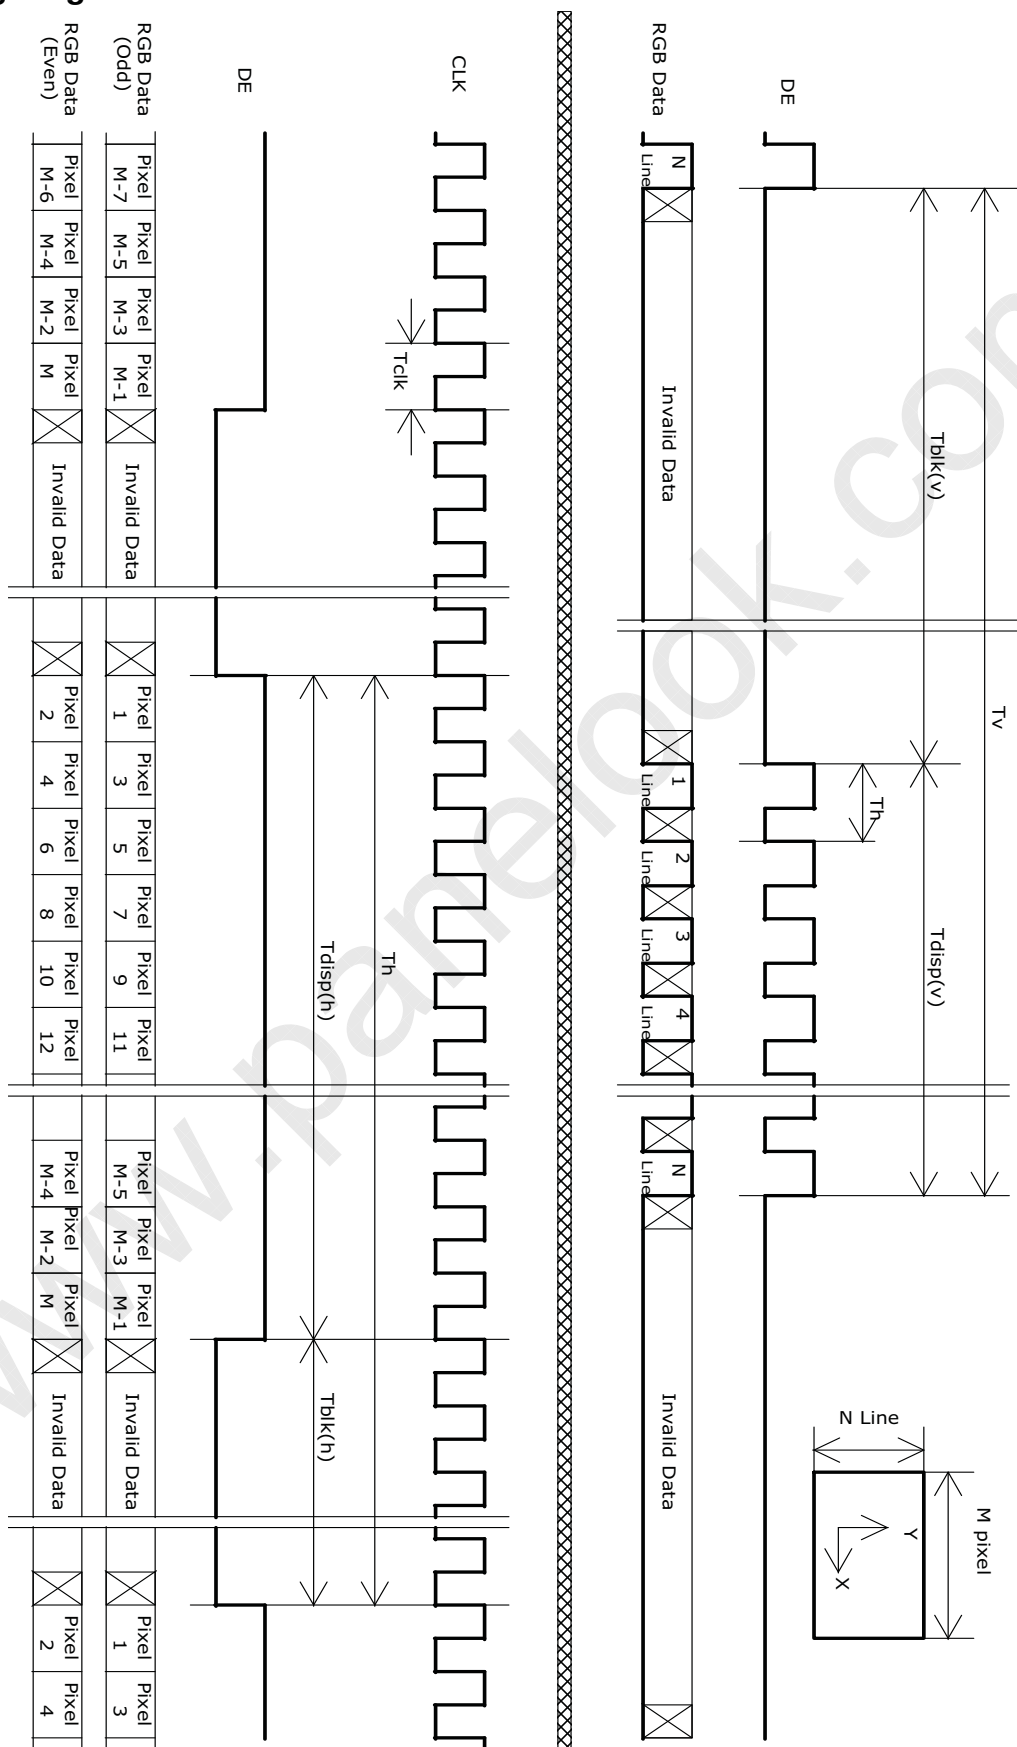 DE
Tv
Tblk(v)
Tdisp(v)
Th
RGB Data
Line N
Invalid Data
Line 1
Line 2
Line 3
Line 4
Line N
Invalid Data
M pixel
N Line
Y
X
CLK
Tclk
Th
DE
Tdisp(h)
Tblk(h)
RGB Data
(Odd)
Pixel Pixel Pixel Pixel
M-7 M-5 M-3 M-1
Invalid Data
Pixel Pixel Pixel Pixel Pixel Pixel
1 3 5 7 9 11
Pixel Pixel Pixel
M-5 M-3 M-1
Invalid Data
Pixel Pixel
1 3
RGB Data
(Even)
Pixel Pixel Pixel Pixel
M-6 M-4 M-2 M
Invalid Data
Pixel Pixel Pixel Pixel Pixel Pixel
2 4 6 8 10 12
Pixel Pixel Pixel
M-4 M-2 M
Invalid Data
Pixel Pixel
2 4
www.panelook.com